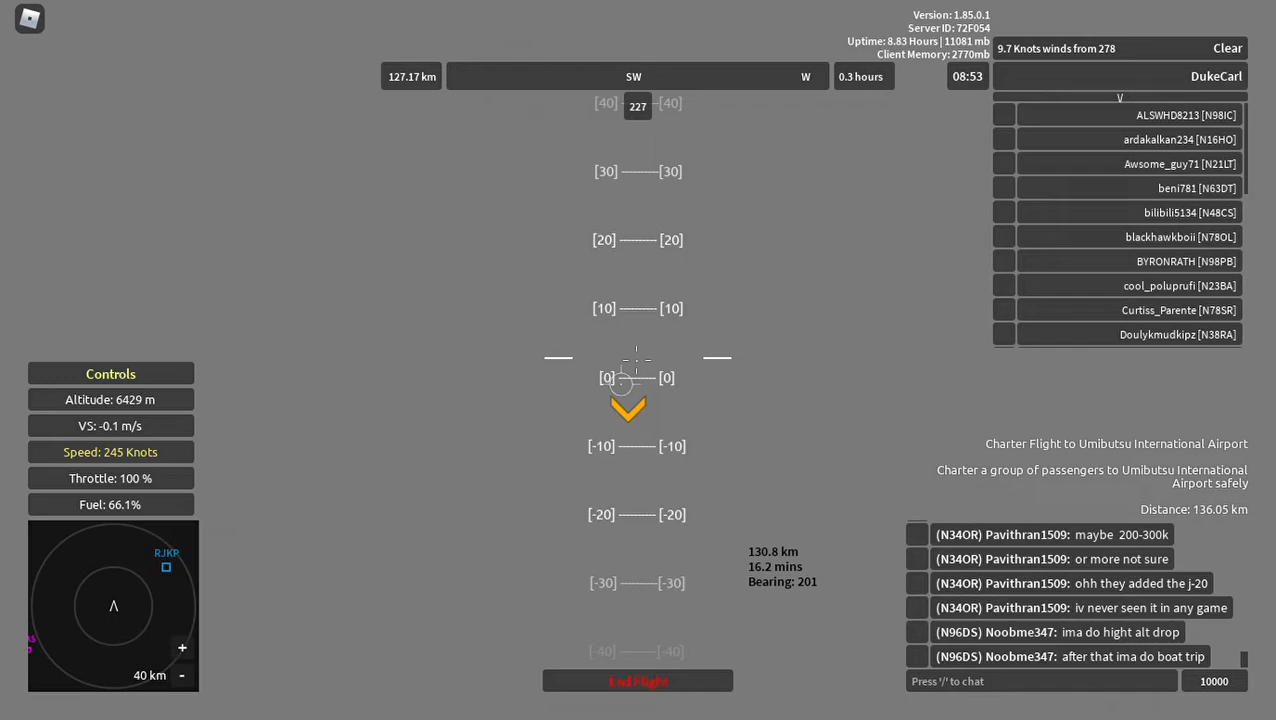 Version: 1.85.0.1
Server ID: 72F054
Uptime: 8.83 Hours | 11081 mb
Client Memory: 2770mb
9.7 Knots winds from 278
Clear
127.17 km
SW
W
0.3 hours
08:53
DukeCarl
V
227
[40] [40]
[30] --------- [30]
[20] --------- [20]
[10] --------- [10]
[0] --------- [0]
[-10] --------- [-10]
[-20] --------- [-20]
[-30] --------- [-30]
[-40] --------- [-40]
ALSWHD8213 [N98IC]
ardakalkan234 [N16HO]
Awsome_guy71 [N21LT]
beni781 [N63DT]
bilibili5134 [N48CS]
blackhawkboii [N78OL]
BYRONRATH [N98PB]
cool_poluprufi [N23BA]
Curtiss_Parente [N78SR]
Doulykmudkipz [N38RA]
Controls
Altitude: 6429 m
VS: -0.1 m/s
Speed: 245 Knots
Throttle: 100 %
Fuel: 66.1%
RJKP
+
40 km
-
130.8 km
16.2 mins
Bearing: 201
End Flight
Charter Flight to Umibutsu International Airport
Charter a group of passengers to Umibutsu International
Airport safely
Distance: 136.05 km
(N34OR) Pavithran1509: maybe 200-300k
(N34OR) Pavithran1509: or more not sure
(N34OR) Pavithran1509: ohh they added the j-20
(N34OR) Pavithran1509: iv never seen it in any game
(N96DS) Noobme347: ima do hight alt drop
(N96DS) Noobme347: after that ima do boat trip
Press '/' to chat
10000